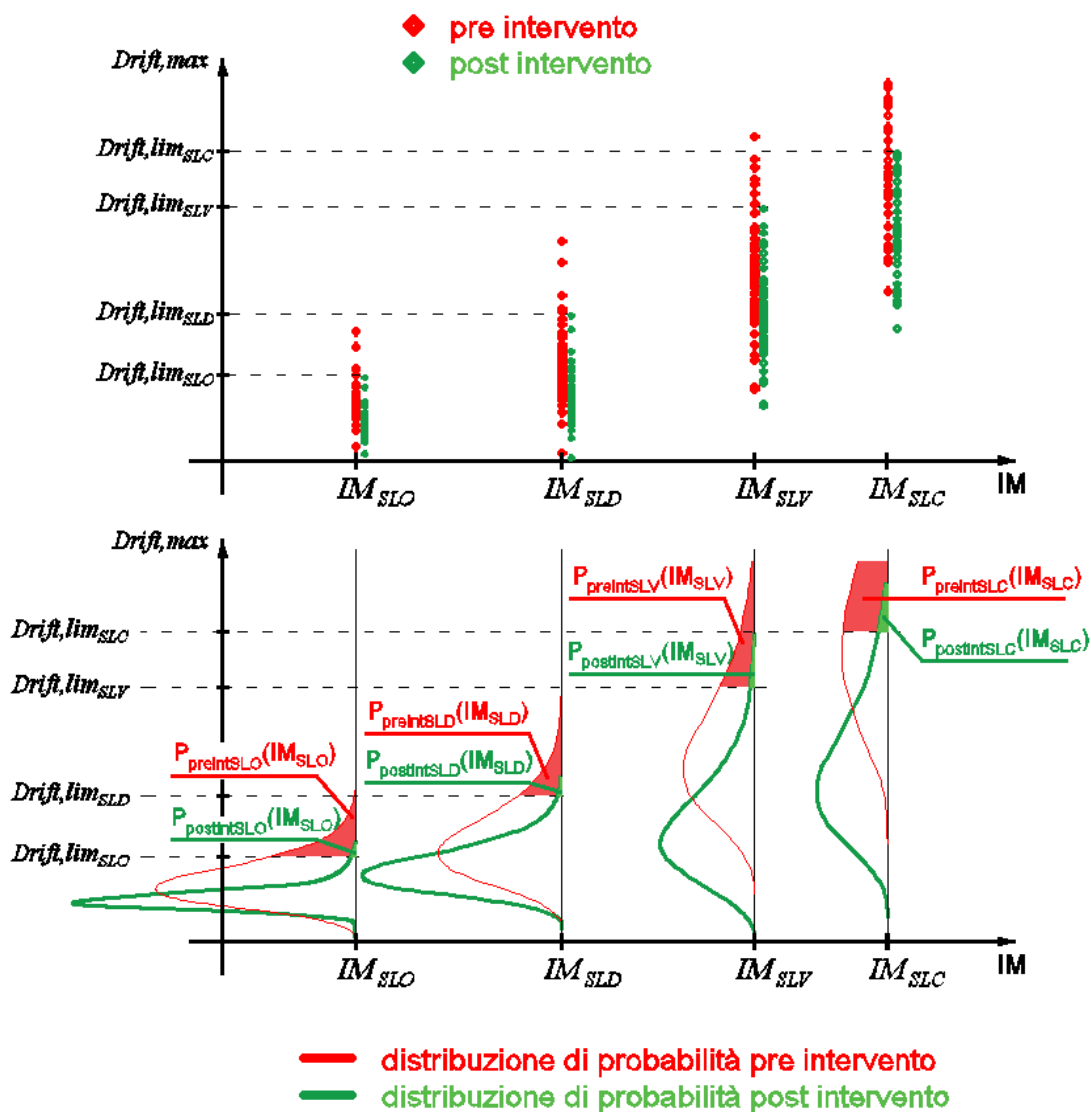 pre intervento
post intervento
Drift,max
Drift,lim_SLC
Drift,lim_SLV
Drift,lim_SLD
Drift,lim_SLO
IM_SLO
IM_SLD
IM_SLV
IM_SLC
IM
Drift,max
P_preintSLV(IM_SLV)
P_preintSLC(IM_SLC)
Drift,lim_SLC
P_postintSLV(IM_SLV)
P_postintSLC(IM_SLC)
Drift,lim_SLV
P_preintSLD(IM_SLD)
P_preintSLO(IM_SLO)
P_postintSLD(IM_SLD)
Drift,lim_SLD
P_postintSLO(IM_SLO)
Drift,lim_SLO
IM_SLO
IM_SLD
IM_SLV
IM_SLC
IM
distribuzione di probabilità pre intervento
distribuzione di probabilità post intervento